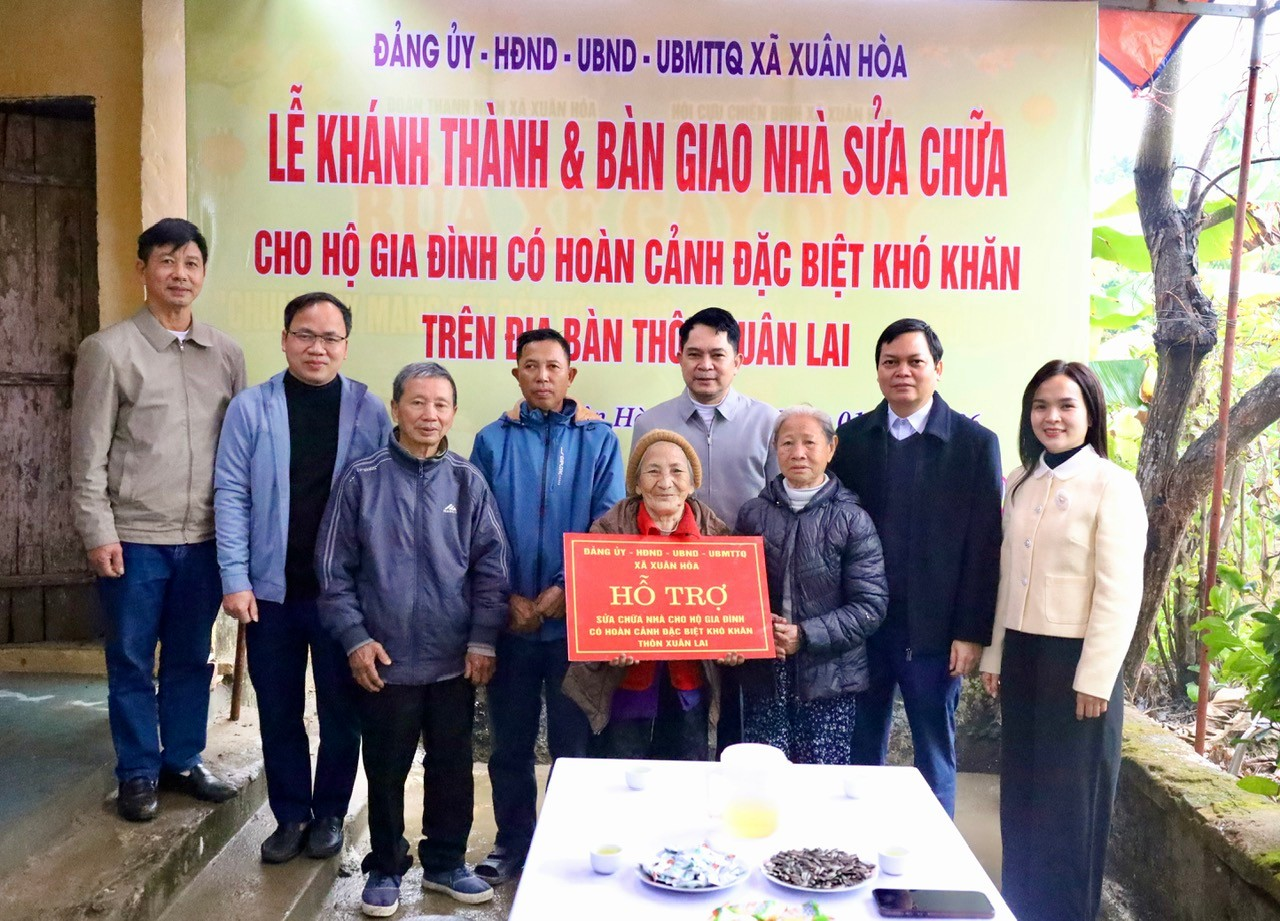 ĐẢNG ỦY - HĐND - UBND - UBMTTQ XÃ XUÂN HÒA
LỄ KHÁNH THÀNH & BÀN GIAO NHÀ SỬA CHỮA
CHO HỘ GIA ĐÌNH CÓ HOÀN CẢNH ĐẶC BIỆT KHÓ KHĂN
TRÊN ĐỊA BÀN THÔN XUÂN LAI
ĐẢNG ỦY - HĐND - UBND - UBMTTQ
XÃ XUÂN HÒA
HỖ TRỢ
SỬA CHỮA NHÀ CHO HỘ GIA ĐÌNH
CÓ HOÀN CẢNH ĐẶC BIỆT KHÓ KHĂN
THÔN XUÂN LAI